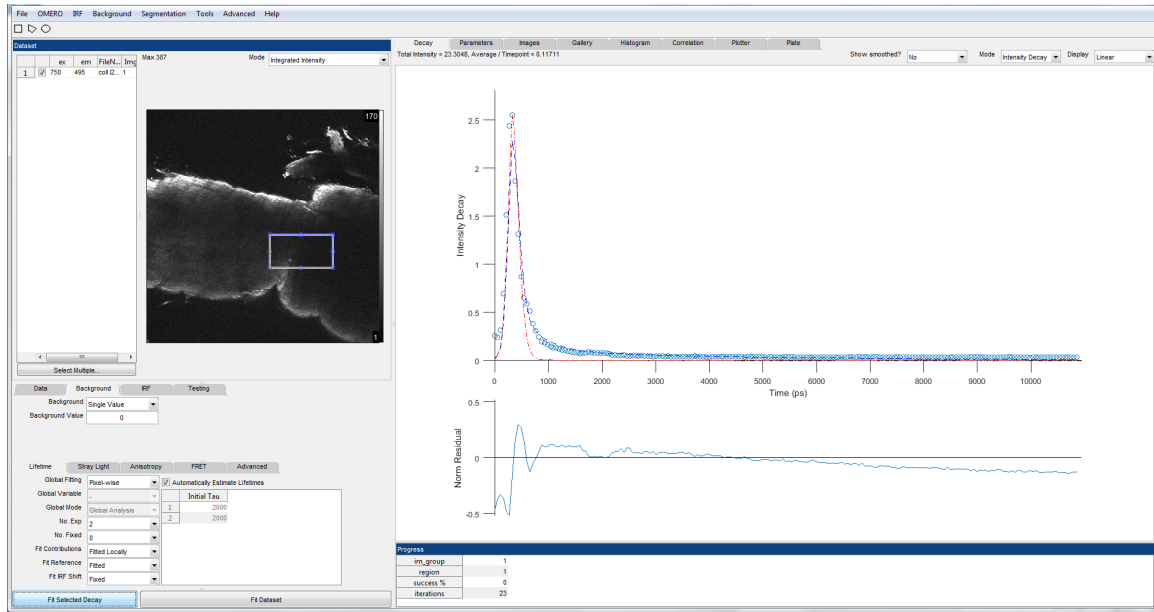 File OMERO IRF Background Segmentation Tools Advanced Help
Dataset
ex em FileN... Img
1 750 495 coll I2... 1
Select Multiple...
Max 387 Mode Integrated Intensity
170
1
Data Background IRF Testing
Background Single Value
Background Value 0
Lifetime Stray Light Anisotropy FRET Advanced
Global Fitting Pixel-wise Automatically Estimate Lifetimes
Global Variable -
Global Mode Global Analysis
No. Exp 2
No. Fixed 0
Fit Contributions Fitted Locally
Fit Reference Fitted
Fit IRF Shift Fixed
Initial Tau
1 2000
2 2000
Fit Selected Decay Fit Dataset
Decay Parameters Images Gallery Histogram Correlation Plotter Plate
Total Intensity = 23.3048, Average / Timepoint = 0.11711
Show smoothed? No Mode Intensity Decay Display Linear
Intensity Decay
2.5
2
1.5
1
0.5
0
0 1000 2000 3000 4000 5000 6000 7000 8000 9000 10000
Time (ps)
Norm Residual
0.5
0
-0.5
Progress
im_group 1
region 1
success % 0
iterations 23